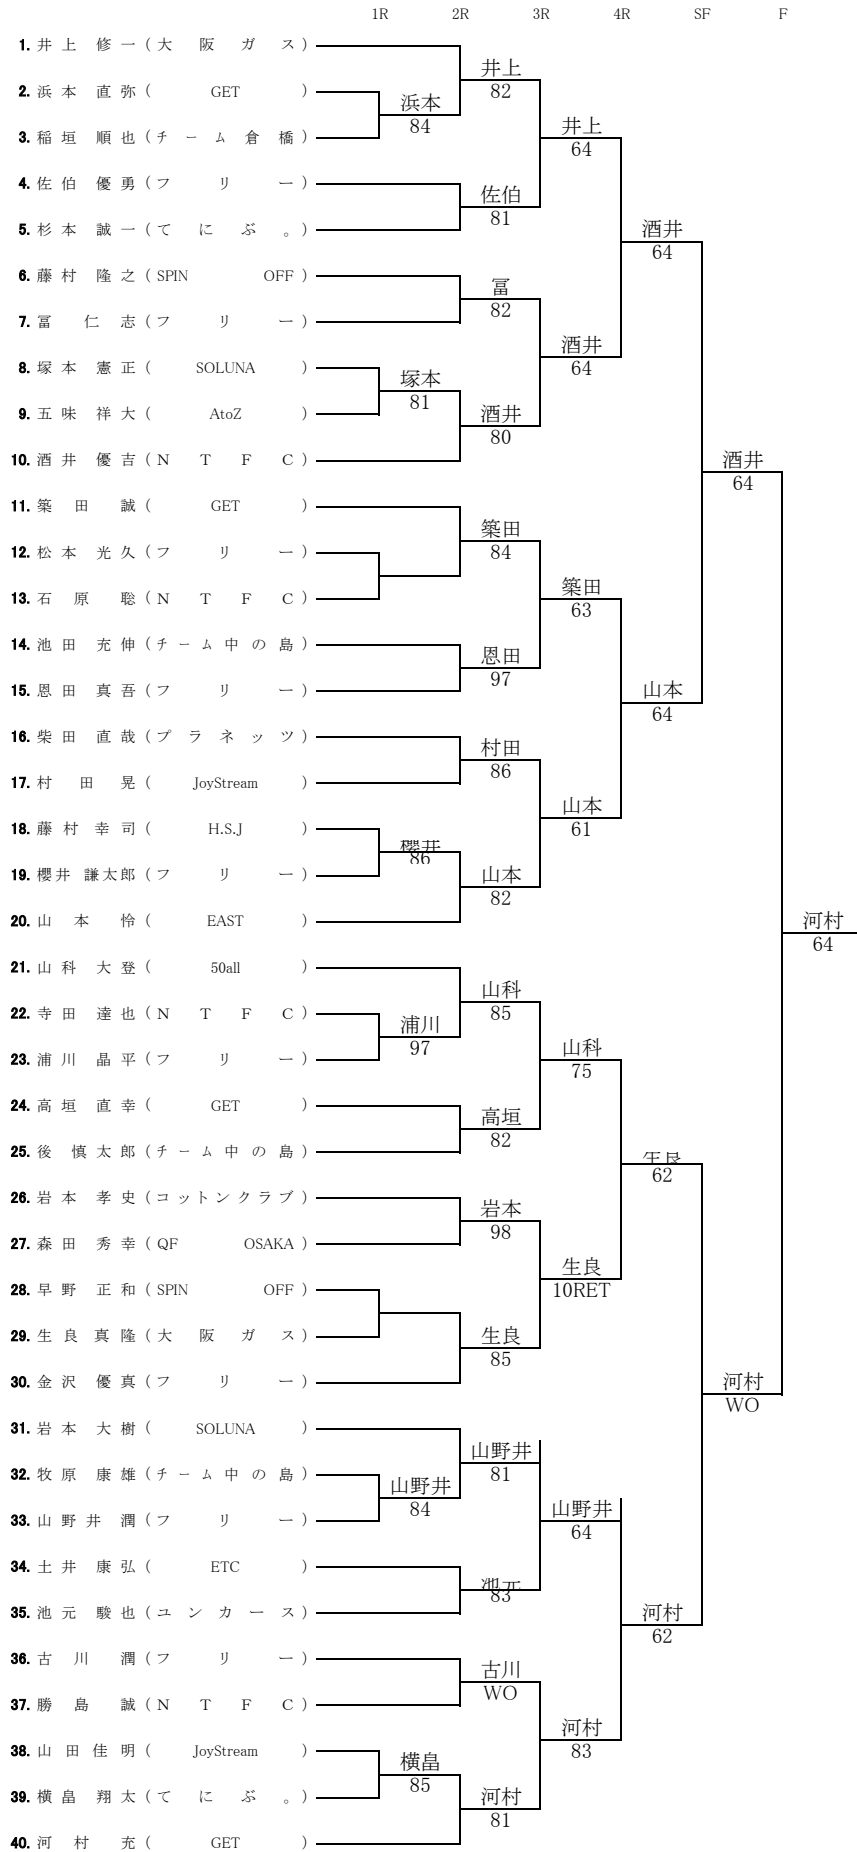 1R 2R 3R 4R SF F
1. 井上 修一 (大阪ガス)
井上
2. 浜本 直弥 (GET)
82
浜本
84
井上
3. 稲垣 順也 (チーム倉橋)
64
4. 佐伯 優勇 (フリー)
佐伯
81
5. 杉本 誠一 (てにぶ。)
酒井
64
6. 藤村 隆之 (SPIN OFF)
冨
82
7. 冨 仁志 (フリー)
酒井
64
8. 塚本 憲正 (SOLUNA)
塚本
81
9. 五味 祥大 (AtoZ)
酒井
80
10. 酒井 優吉 (NTFC)
酒井
64
11. 築田 誠 (GET)
築田
84
12. 松本 光久 (フリー)
築田
13. 石原 聡 (NTFC)
63
14. 池田 充伸 (チーム中の島)
恩田
97
15. 恩田 真吾 (フリー)
山本
64
16. 柴田 直哉 (プラネッツ)
村田
86
17. 村田 晃 (JoyStream)
山本
61
18. 藤村 幸司 (H.S.J)
櫻井
86
19. 櫻井 謙太郎 (フリー)
山本
82
20. 山本 怜 (EAST)
河村
64
21. 山科 大登 (50all)
山科
85
22. 寺田 達也 (NTFC)
浦川
97
23. 浦川 晶平 (フリー)
山科
75
24. 高垣 直幸 (GET)
高垣
82
25. 後 慎太郎 (チーム中の島)
生良
62
26. 岩本 孝史 (コットンクラブ)
岩本
98
27. 森田 秀幸 (QF OSAKA)
生良
10RET
28. 早野 正和 (SPIN OFF)
29. 生良 真隆 (大阪ガス)
生良
85
30. 金沢 優真 (フリー)
河村
WO
31. 岩本 大樹 (SOLUNA)
山野井
81
32. 牧原 康雄 (チーム中の島)
山野井
84
33. 山野井 潤 (フリー)
山野井
64
34. 土井 康弘 (ETC)
池元
83
35. 池元 駿也 (ユンカース)
河村
62
36. 古川 潤 (フリー)
古川
WO
37. 勝島 誠 (NTFC)
河村
83
38. 山田 佳明 (JoyStream)
横畠
85
39. 横畠 翔太 (てにぶ。)
河村
81
40. 河村 充 (GET)